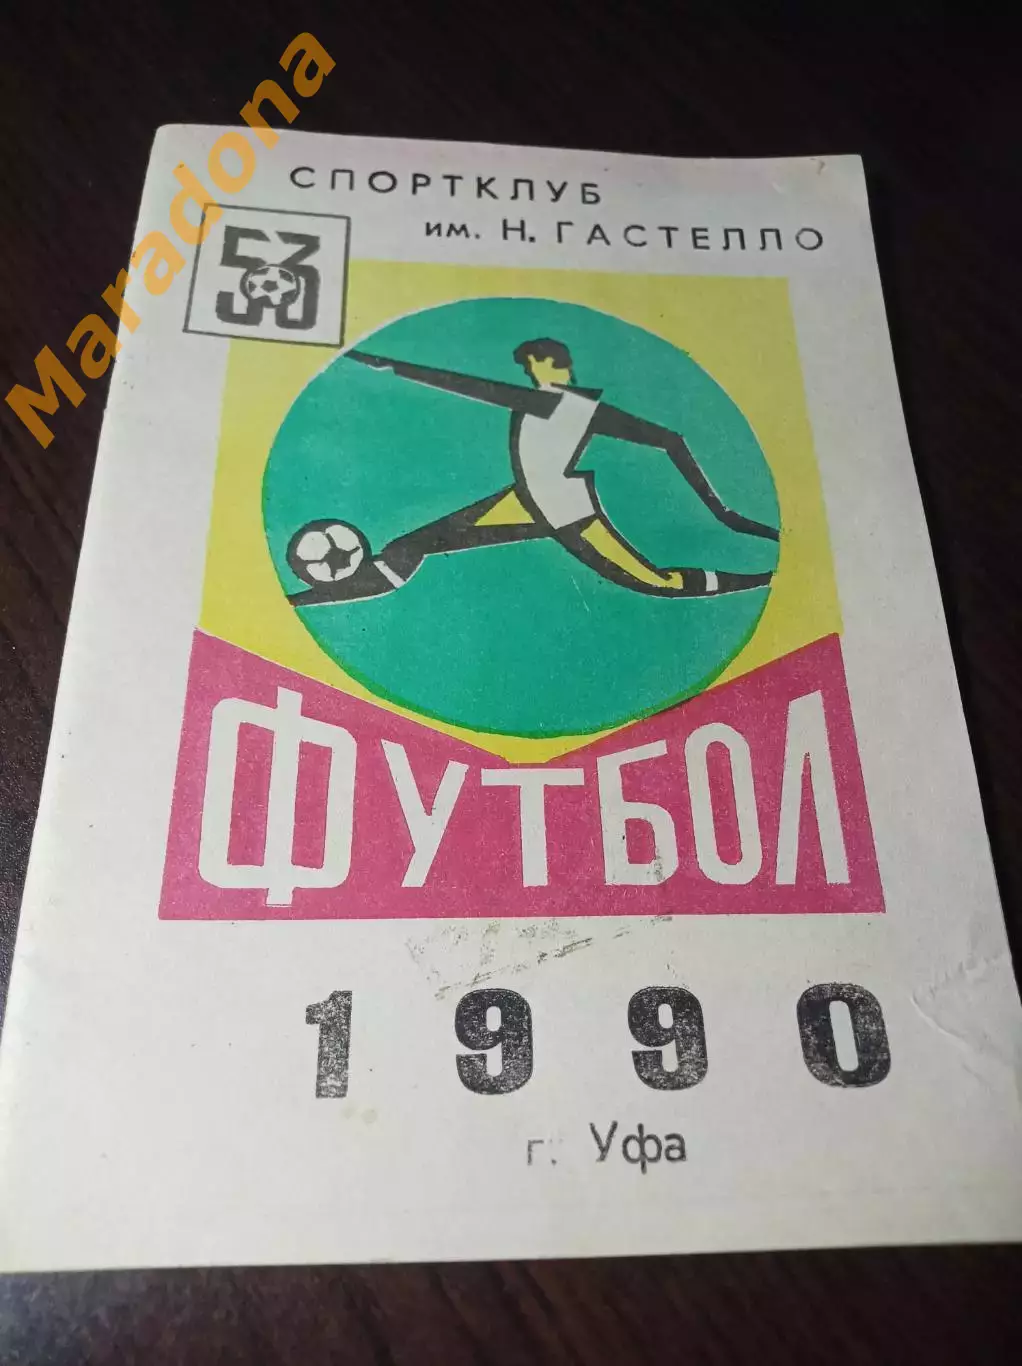 Maradona
СПОРТКЛУБ
им. Н. ГАСТЕЛЛО
53
ФУТБОЛ
1990
г. Уфа